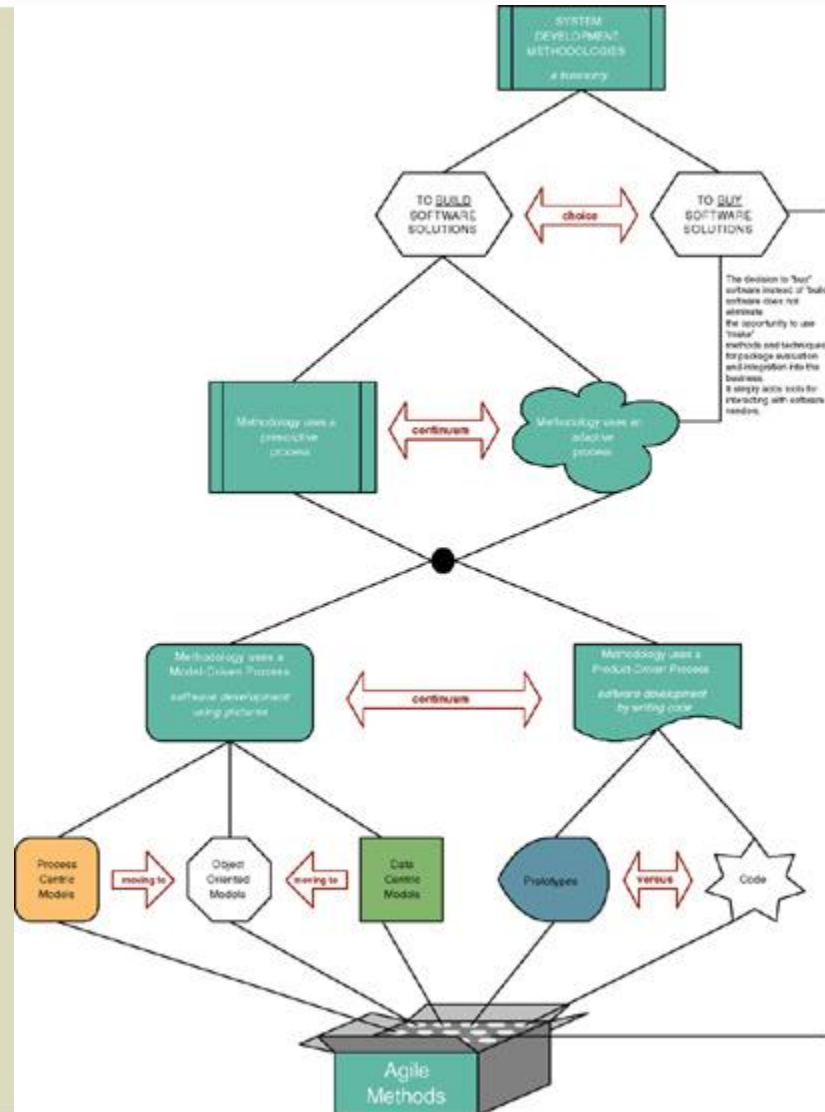 SYSTEM
DEVELOPMENT
METHODOLOGIES
a taxonomy
TO BUILD
SOFTWARE
SOLUTIONS
choice
TO BUY
SOFTWARE
SOLUTIONS
The decision to "buy"
software instead of "build"
software does not
eliminate
the opportunity to use
"make"
methods and techniques
for package evaluation
and integration into the
business.
It simply adds tools for
interacting with software
vendors.
Methodology uses a
prescriptive
process
continuum
Methodology uses an
adaptive
process
Methodology uses a
Model-Driven Process
software development
using pictures
continuum
Methodology uses a
Product-Driven Process
software development
by writing code
Process
Centric
Models
moving to
Object
Oriented
Models
moving to
Data
Centric
Models
Prototypes
versus
Code
Agile
Methods